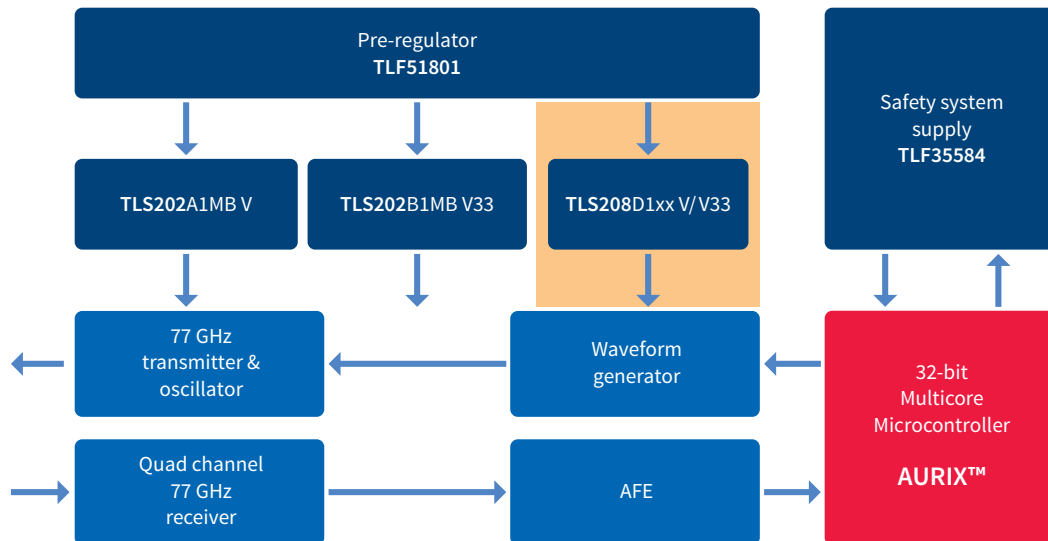 Pre-regulator
TLF51801
Safety system
supply
TLF35584
TLS202A1MB V
TLS202B1MB V33
TLS208D1xx V/ V33
77 GHz
transmitter &
oscillator
Waveform
generator
32-bit
Multicore
Microcontroller
AURIX™
Quad channel
77 GHz
receiver
AFE